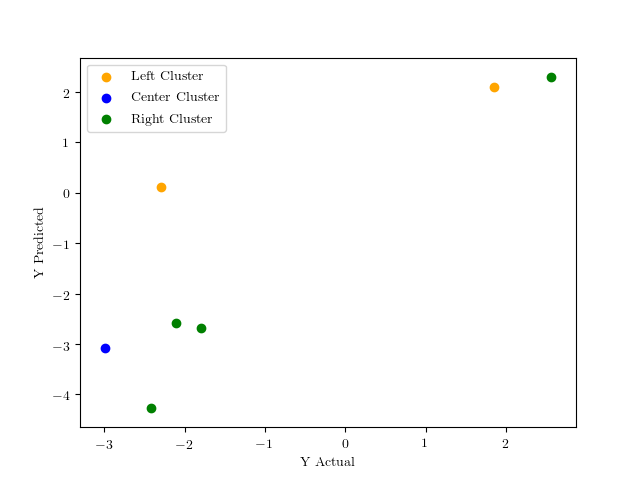 Left Cluster
Center Cluster
Right Cluster
2
1
0
−1
−2
−3
−4
Y Predicted
−3 −2 −1 0 1 2
Y Actual